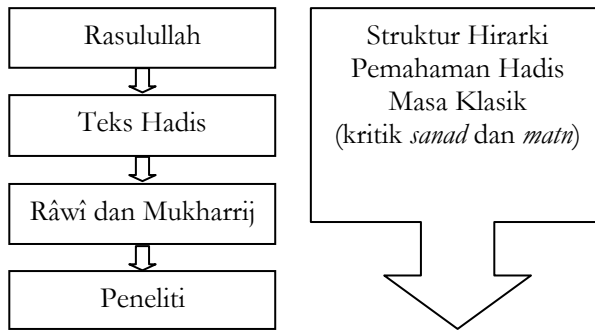 Rasulullah
Teks Hadis
Râwî dan Mukharrij
Peneliti
Struktur Hirarki
Pemahaman Hadis
Masa Klasik
(kritik sanad dan matn)